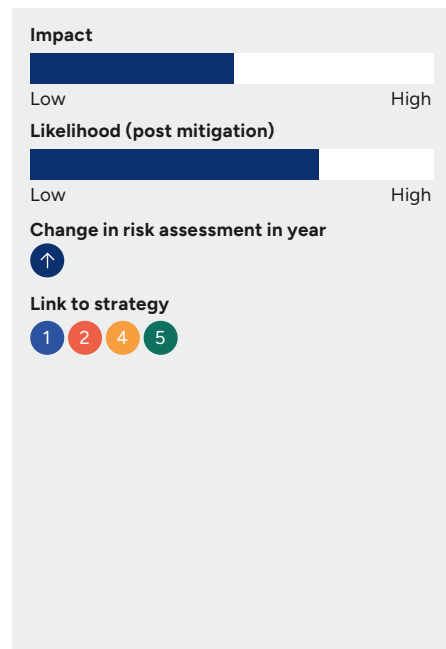 Impact
Low High
Likelihood (post mitigation)
Low High
Change in risk assessment in year
↑
Link to strategy
1 2 4 5